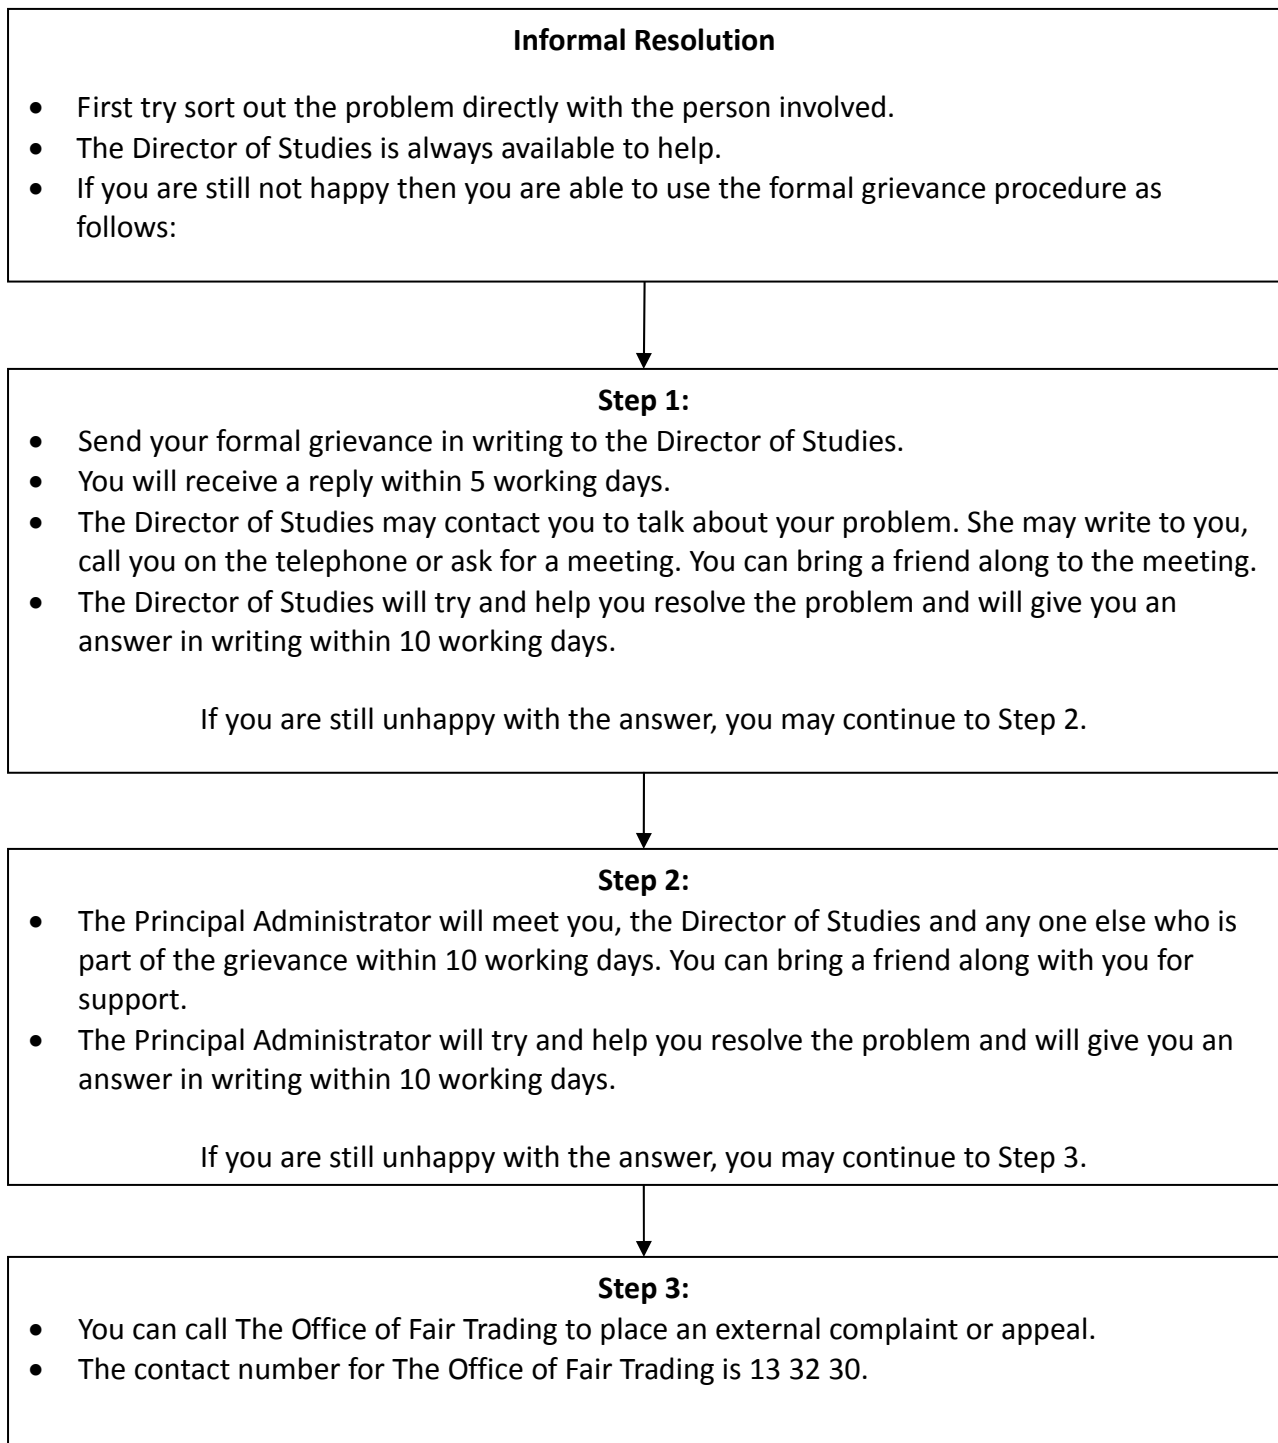 Informal Resolution
• First try sort out the problem directly with the person involved.
• The Director of Studies is always available to help.
• If you are still not happy then you are able to use the formal grievance procedure as
follows:
Step 1:
• Send your formal grievance in writing to the Director of Studies.
• You will receive a reply within 5 working days.
• The Director of Studies may contact you to talk about your problem. She may write to you,
call you on the telephone or ask for a meeting. You can bring a friend along to the meeting.
• The Director of Studies will try and help you resolve the problem and will give you an
answer in writing within 10 working days.
If you are still unhappy with the answer, you may continue to Step 2.
Step 2:
• The Principal Administrator will meet you, the Director of Studies and any one else who is
part of the grievance within 10 working days. You can bring a friend along with you for
support.
• The Principal Administrator will try and help you resolve the problem and will give you an
answer in writing within 10 working days.
If you are still unhappy with the answer, you may continue to Step 3.
Step 3:
• You can call The Office of Fair Trading to place an external complaint or appeal.
• The contact number for The Office of Fair Trading is 13 32 30.